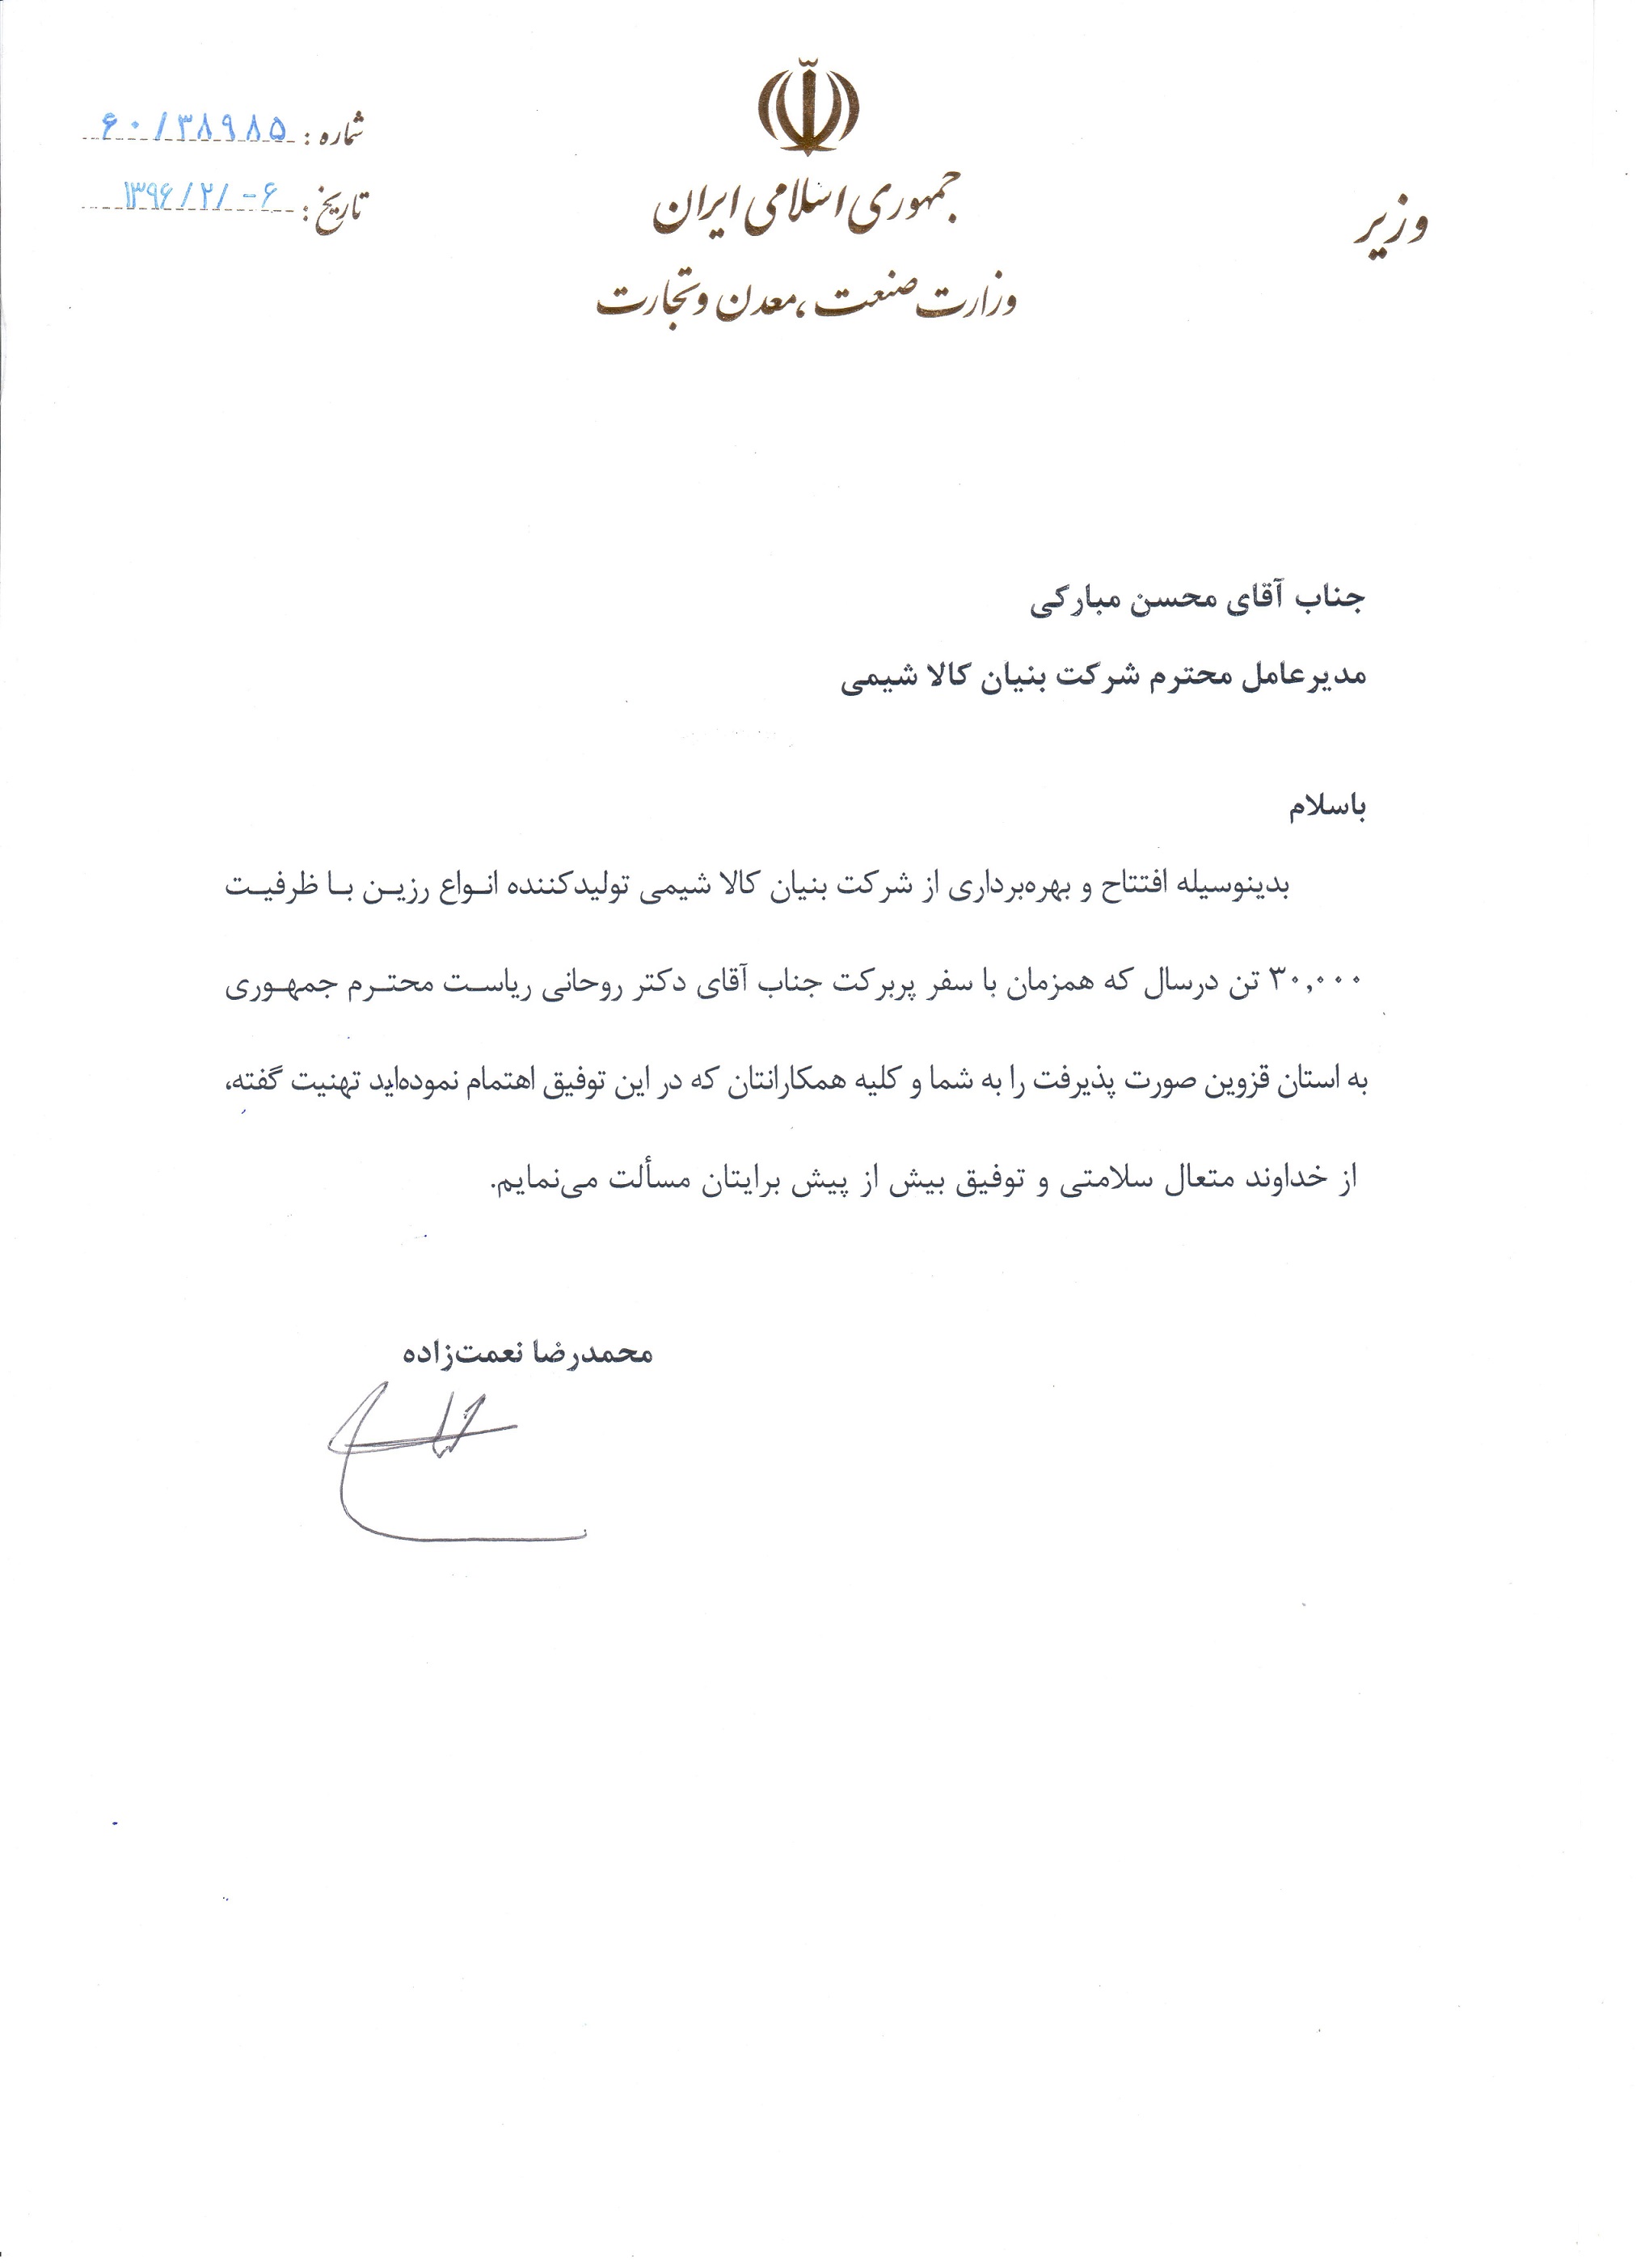 جمهوری اسلامی ایران
وزارت صنعت، معدن و تجارت
وزیر
شماره: ۶۰/۳۸۹۸۵
تاریخ: ۱۳۹۶/۲/-۶
جناب آقای محسن مبارکی
مدیرعامل محترم شرکت بنیان کالا شیمی
باسلام
بدینوسیله افتتاح و بهره‌برداری از شرکت بنیان کالا شیمی تولیدکننده انواع رزین با ظرفیت
۳۰,۰۰۰ تن درسال که همزمان با سفر پربرکت جناب آقای دکتر روحانی ریاست محترم جمهوری
به استان قزوین صورت پذیرفت را به شما و کلیه همکارانتان که در این توفیق اهتمام نموده‌اید تهنیت گفته،
از خداوند متعال سلامتی و توفیق بیش از پیش برایتان مسألت می‌نمایم.
محمدرضا نعمت‌زاده